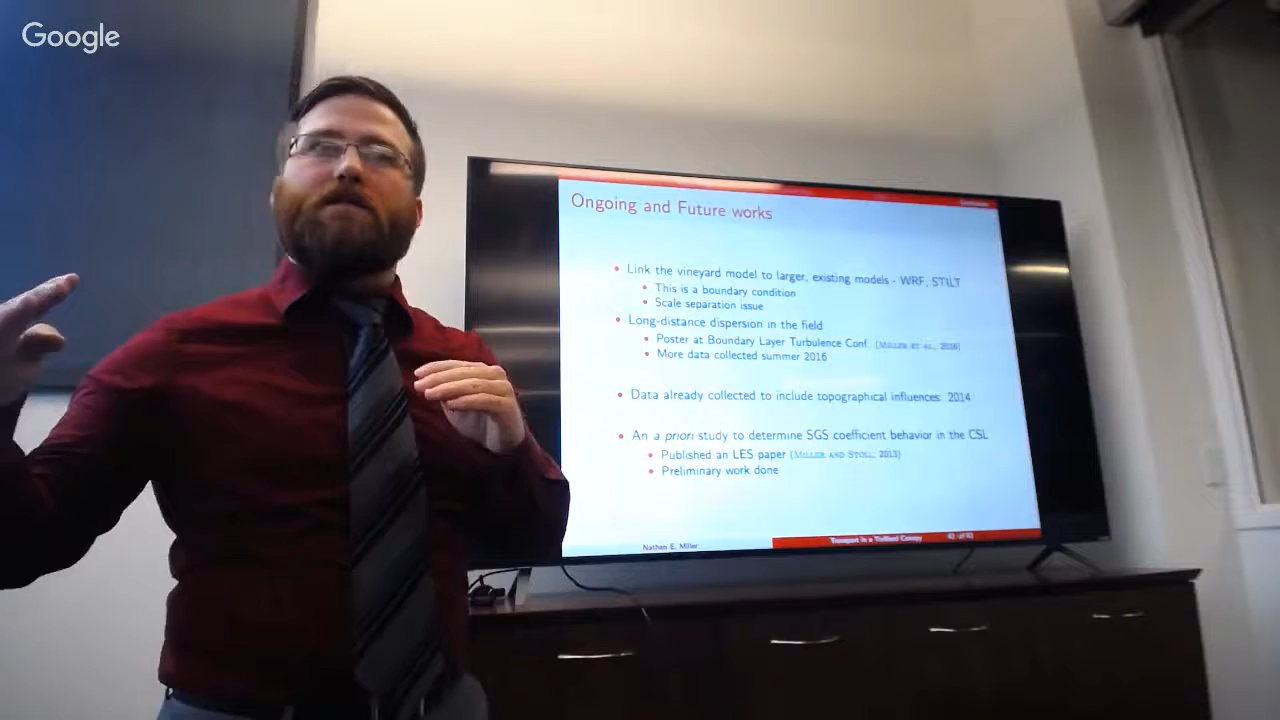 Google
Conclusion
Ongoing and Future works
Link the vineyard model to larger, existing models - WRF, STILT
This is a boundary condition
Scale separation issue
Long-distance dispersion in the field
Poster at Boundary Layer Turbulence Conf. (Miller et al., 2016)
More data collected summer 2016
Data already collected to include topographical influences: 2014
An a priori study to determine SGS coefficient behavior in the CSL
Published an LES paper (Miller and Stoll, 2013)
Preliminary work done
Nathan E. Miller
Transport in a Trellised Canopy